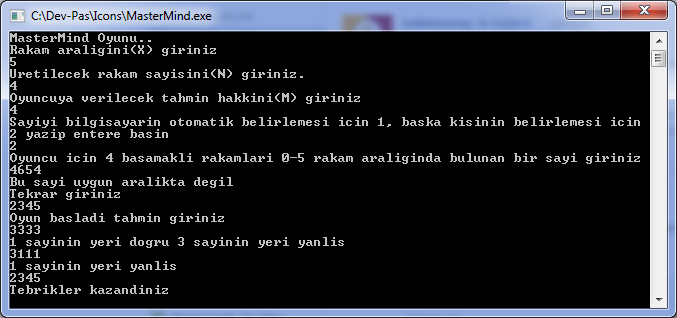 C:\Dev-Pas\Icons\MasterMind.exe
MasterMind Oyunu..
Rakam araligini(X) giriniz
5
Uretilecek rakam sayisini(N) giriniz.
4
Oyuncuya verilecek tahmin hakkini(M) giriniz
4
Sayiyi bilgisayarin otomatik belirlemesi icin 1, baska kisinin belirlemesi icin
2 yazip entere basin
2
Oyuncu icin 4 basamakli rakamlari 0-5 rakam araliginda bulunan bir sayi giriniz
4654
Bu sayi uygun aralikta degil
Tekrar giriniz
2345
Oyun basladi tahmin giriniz
3333
1 sayinin yeri dogru 3 sayinin yeri yanlis
3111
1 sayinin yeri yanlis
2345
Tebrikler kazandiniz